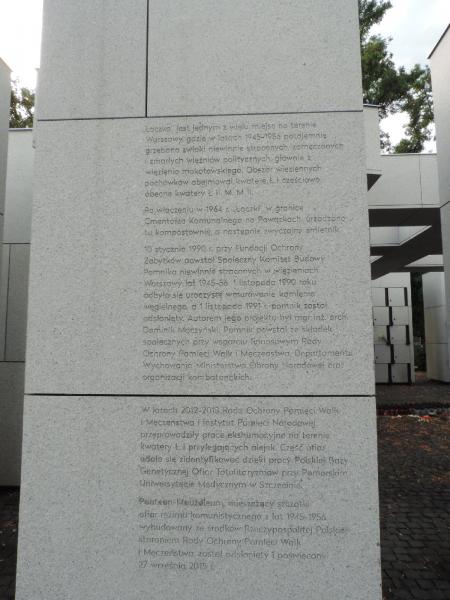 „Łączka” jest jednym z wielu miejsc na terenie
Warszawy, gdzie w latach 1945-1956 potajemnie
grzebano zwłoki niewinnie straconych, zamęczonych
i zmarłych więźniów politycznych, głównie z
więzienia mokotowskiego. Obszar więziennych
pochówków obejmował kwaterę Ł i częściowo
obecne kwatery Ł II, M, M II.
Po włączeniu w 1964 r. „Łączki” w granice
Cmentarza Komunalnego na Powązkach, urządzono
tu kompostownię, a następnie zwyczajny śmietnik.
10 stycznia 1990 r. przy Fundacji Ochrony
Zabytków powstał Społeczny Komitet Budowy
Pomnika niewinnie straconych w więzieniach
Warszawy lat 1945-56. 1 listopada 1990 roku
odbyło się uroczyste wmurowanie kamienia
węgielnego, a 1 listopada 1991 r. pomnik został
odsłonięty. Autorem jego projektu był mgr inż. arch.
Dominik Mączyński. Pomnik powstał ze składek
społecznych przy wsparciu finansowym Rady
Ochrony Pamięci Walk i Męczeństwa, Departamentu
Wychowania Ministerstwa Obrony Narodowej oraz
organizacji kombatanckich.
W latach 2012-2013 Rada Ochrony Pamięci Walk
i Męczeństwa i Instytut Pamięci Narodowej
przeprowadziły prace ekshumacyjne na terenie
kwatery Ł i przylegających alejek. Część ofiar
udało się zidentyfikować dzięki pracy Polskiej Bazy
Genetycznej Ofiar Totalitaryzmów przy Pomorskim
Uniwersytecie Medycznym w Szczecinie.
Panteon-Mauzoleum, mieszczący szczątki
ofiar reżimu komunistycznego z lat 1945-1956
wybudowany ze środków Rzeczypospolitej Polskiej
staraniem Rady Ochrony Pamięci Walk
i Męczeństwa został odsłonięty i poświęcony
27 września 2015 r.